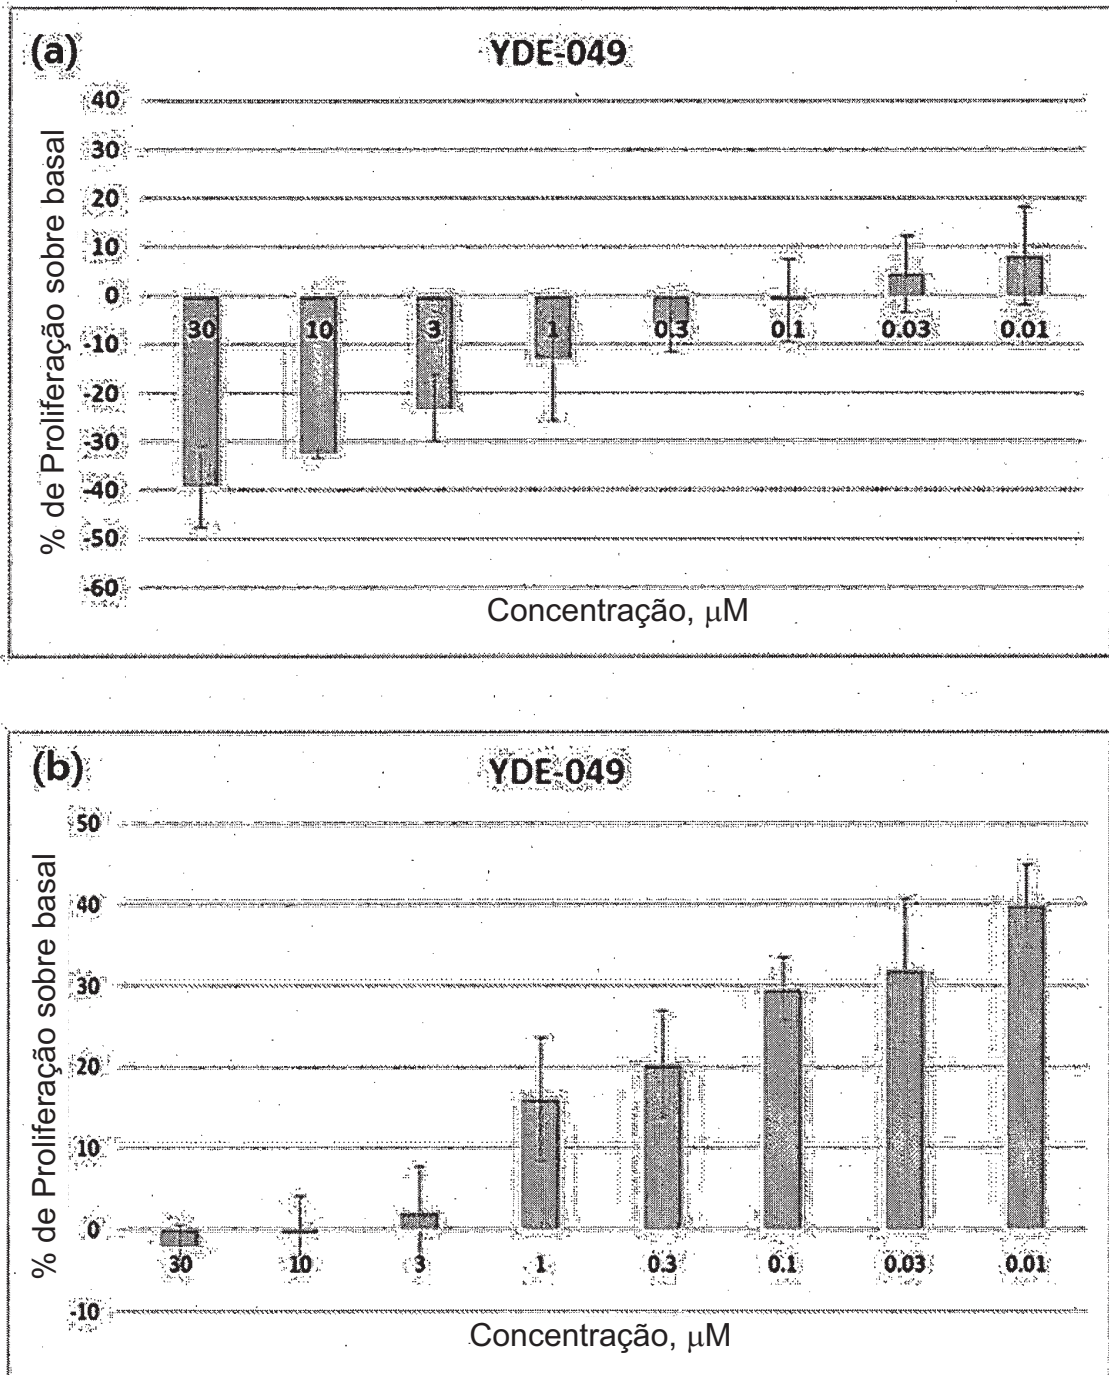 (a)
YDE-049
% de Proliferação sobre basal
40
30
20
10
0
-10
-20
-30
-40
-50
-60
30 10 3 1 0.3 0.1 0.03 0.01
Concentração, μM
(b)
YDE-049
% de Proliferação sobre basal
50
40
30
20
10
0
-10
30 10 3 1 0.3 0.1 0.03 0.01
Concentração, μM